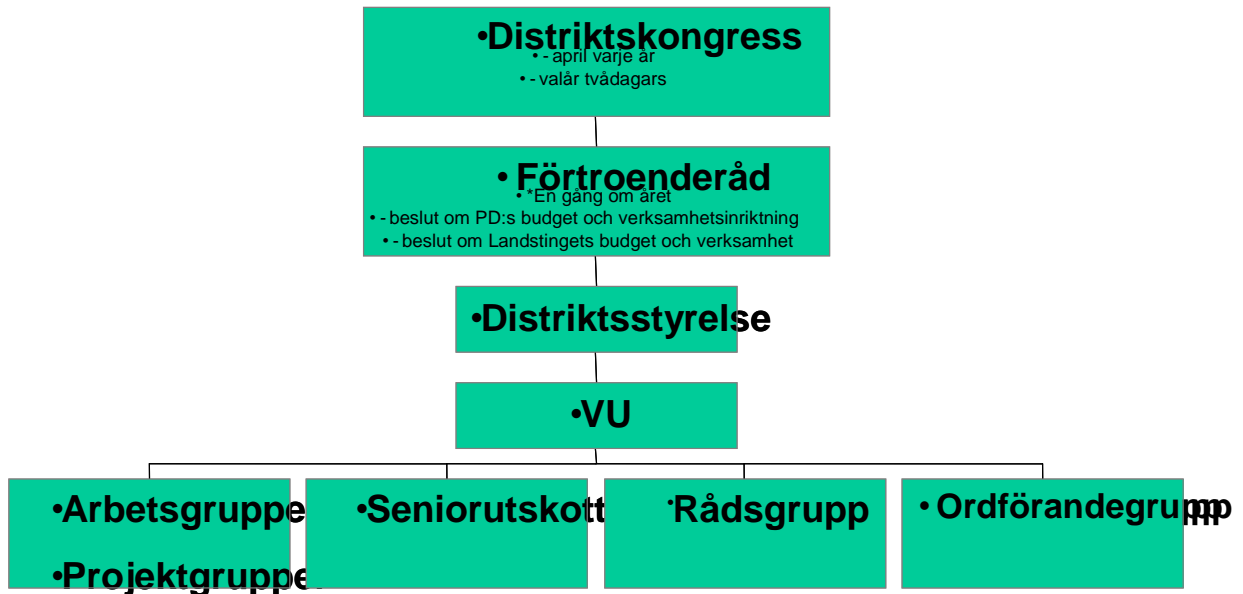 •Distriktskongress
• - april varje år
• - valår tvådagars
• Förtroenderåd
• *En gång om året
• - beslut om PD:s budget och verksamhetsinriktning
• - beslut om Landstingets budget och verksamhet
•Distriktsstyrelse
•VU
•Arbetsgruppe
•Projektgrupper
•Seniorutskott
•Rådsgrupp
• Ordförandegrupp